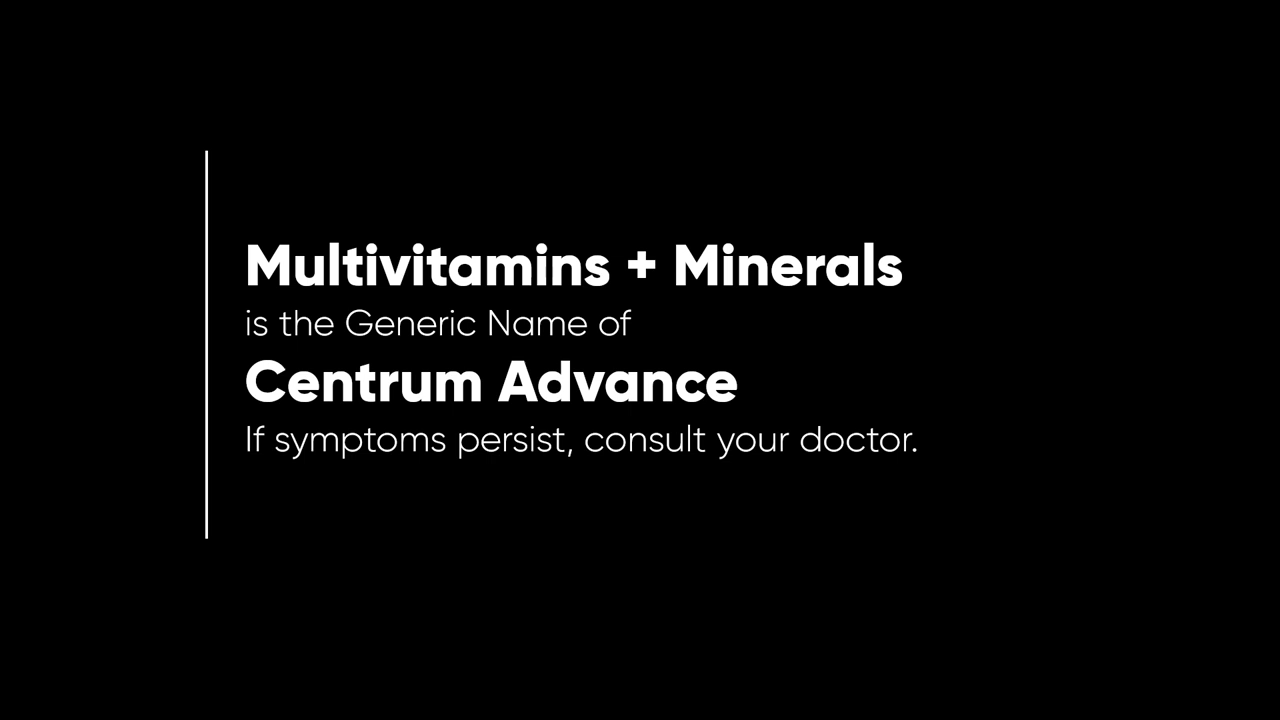 Multivitamins + Minerals
is the Generic Name of
Centrum Advance
If symptoms persist, consult your doctor.